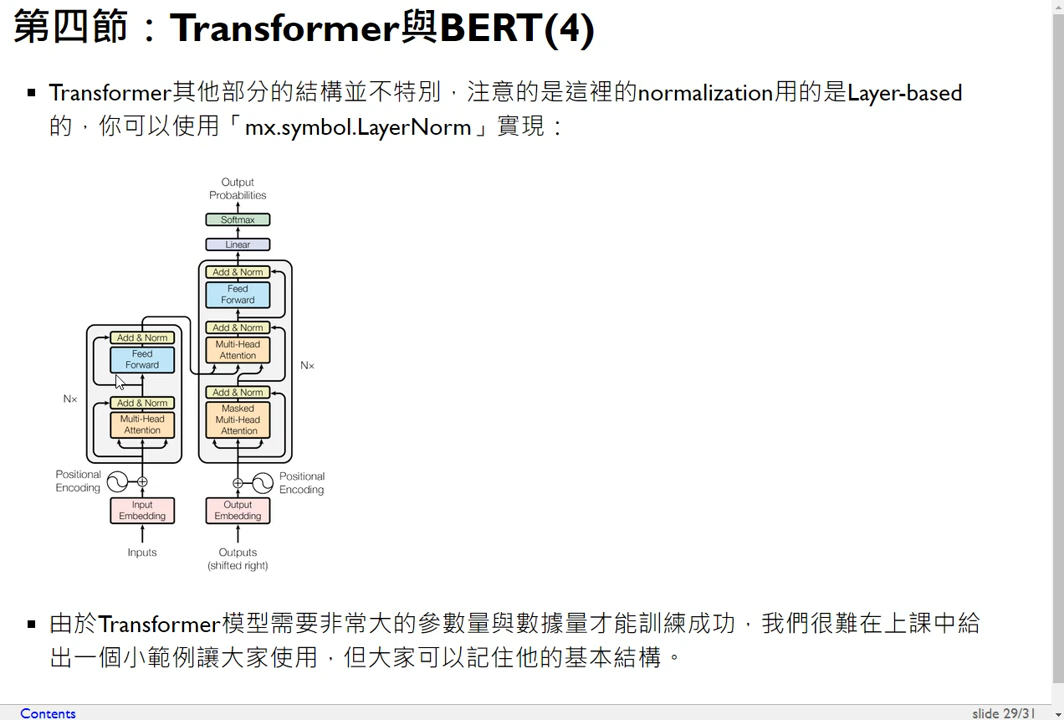 第四節：Transformer與BERT(4)
▪ Transformer其他部分的結構並不特別，注意的是這裡的normalization用的是Layer-based
的，你可以使用「mx.symbol.LayerNorm」實現：
Output
Probabilities
Softmax
Linear
Add & Norm
Feed
Forward
Add & Norm
Multi-Head
Attention
Add & Norm
Masked
Multi-Head
Attention
Nx
Add & Norm
Feed
Forward
Add & Norm
Multi-Head
Attention
Nx
Positional
Encoding
Positional
Encoding
Input
Embedding
Output
Embedding
Inputs
Outputs
(shifted right)
▪ 由於Transformer模型需要非常大的參數量與數據量才能訓練成功，我們很難在上課中給
出一個小範例讓大家使用，但大家可以記住他的基本結構。
Contents
slide 29/31